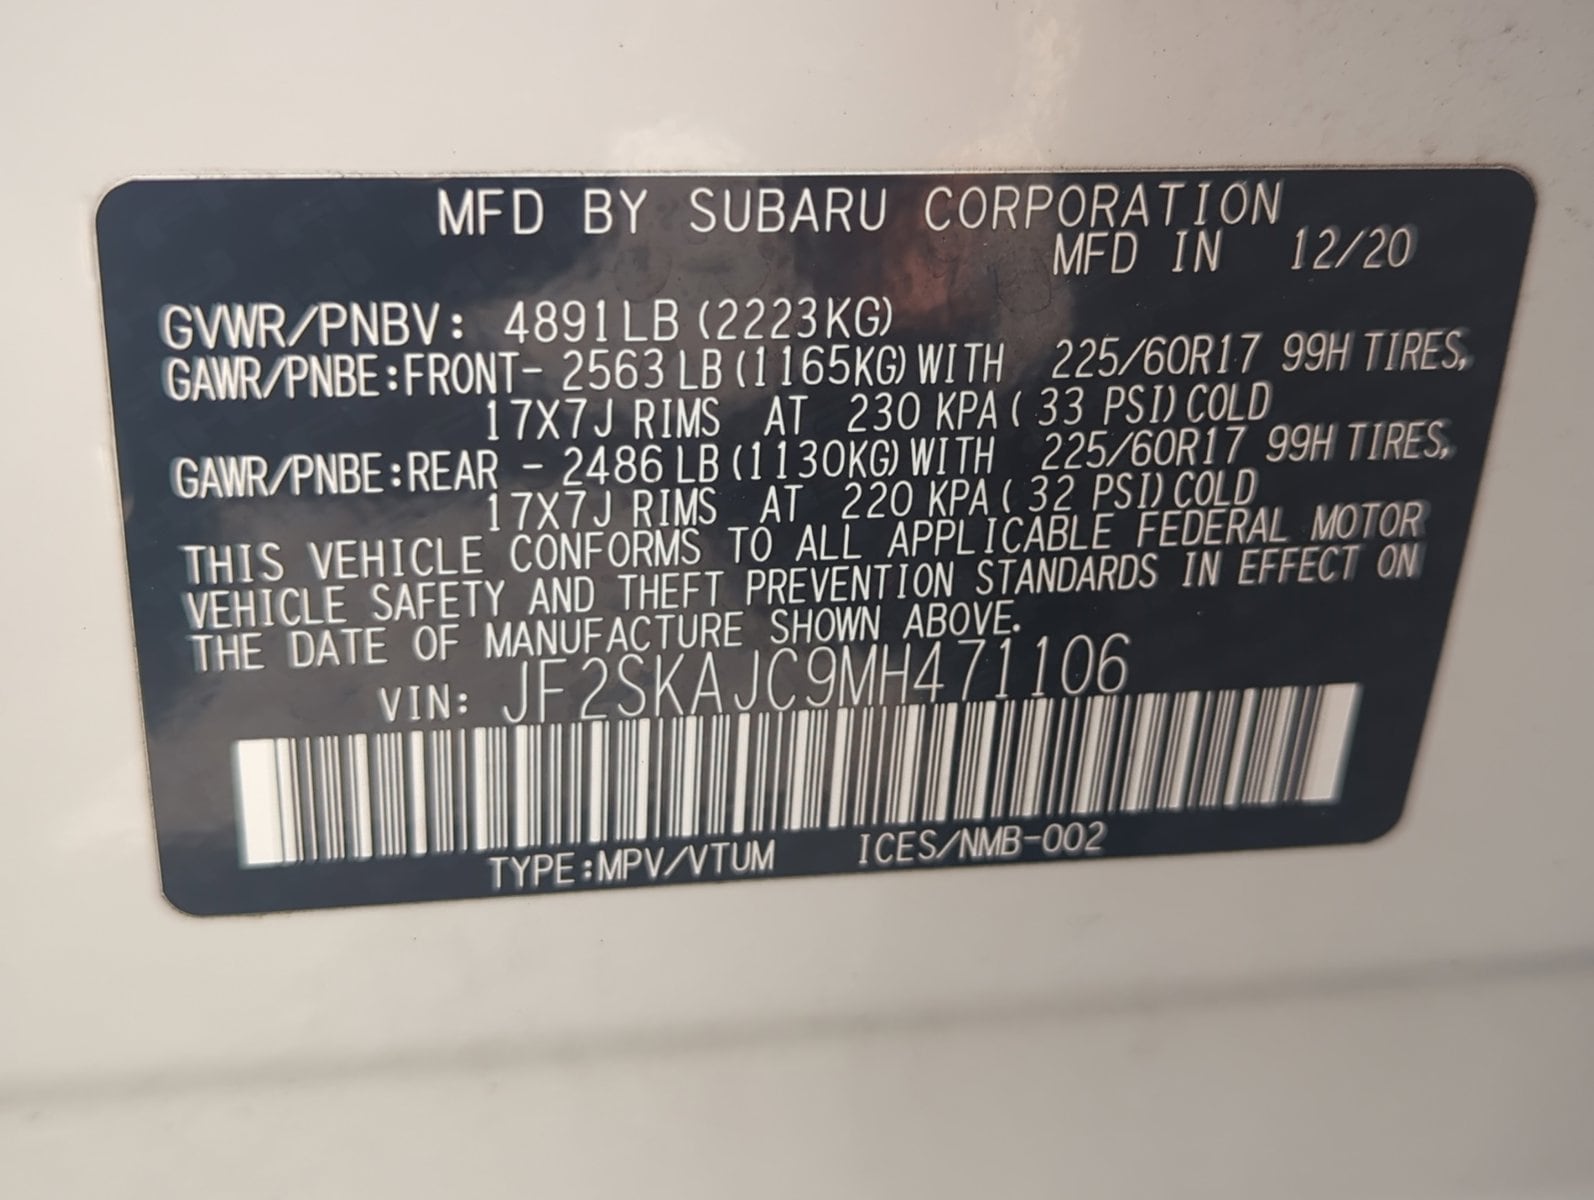 MFD BY SUBARU CORPORATION
MFD IN 12/20
GVWR/PNBV: 4891LB (2223KG)
GAWR/PNBE:FRONT- 2563 LB (1165KG) WITH 225/60R17 99H TIRES,
17X7J RIMS AT 230 KPA ( 33 PSI) COLD
GAWR/PNBE:REAR - 2486 LB (1130KG) WITH 225/60R17 99H TIRES,
17X7J RIMS AT 220 KPA ( 32 PSI) COLD
THIS VEHICLE CONFORMS TO ALL APPLICABLE FEDERAL MOTOR
VEHICLE SAFETY AND THEFT PREVENTION STANDARDS IN EFFECT ON
THE DATE OF MANUFACTURE SHOWN ABOVE.
VIN: JF2SKAJC9MH471106
TYPE:MPV/VTUM ICES/NMB-002